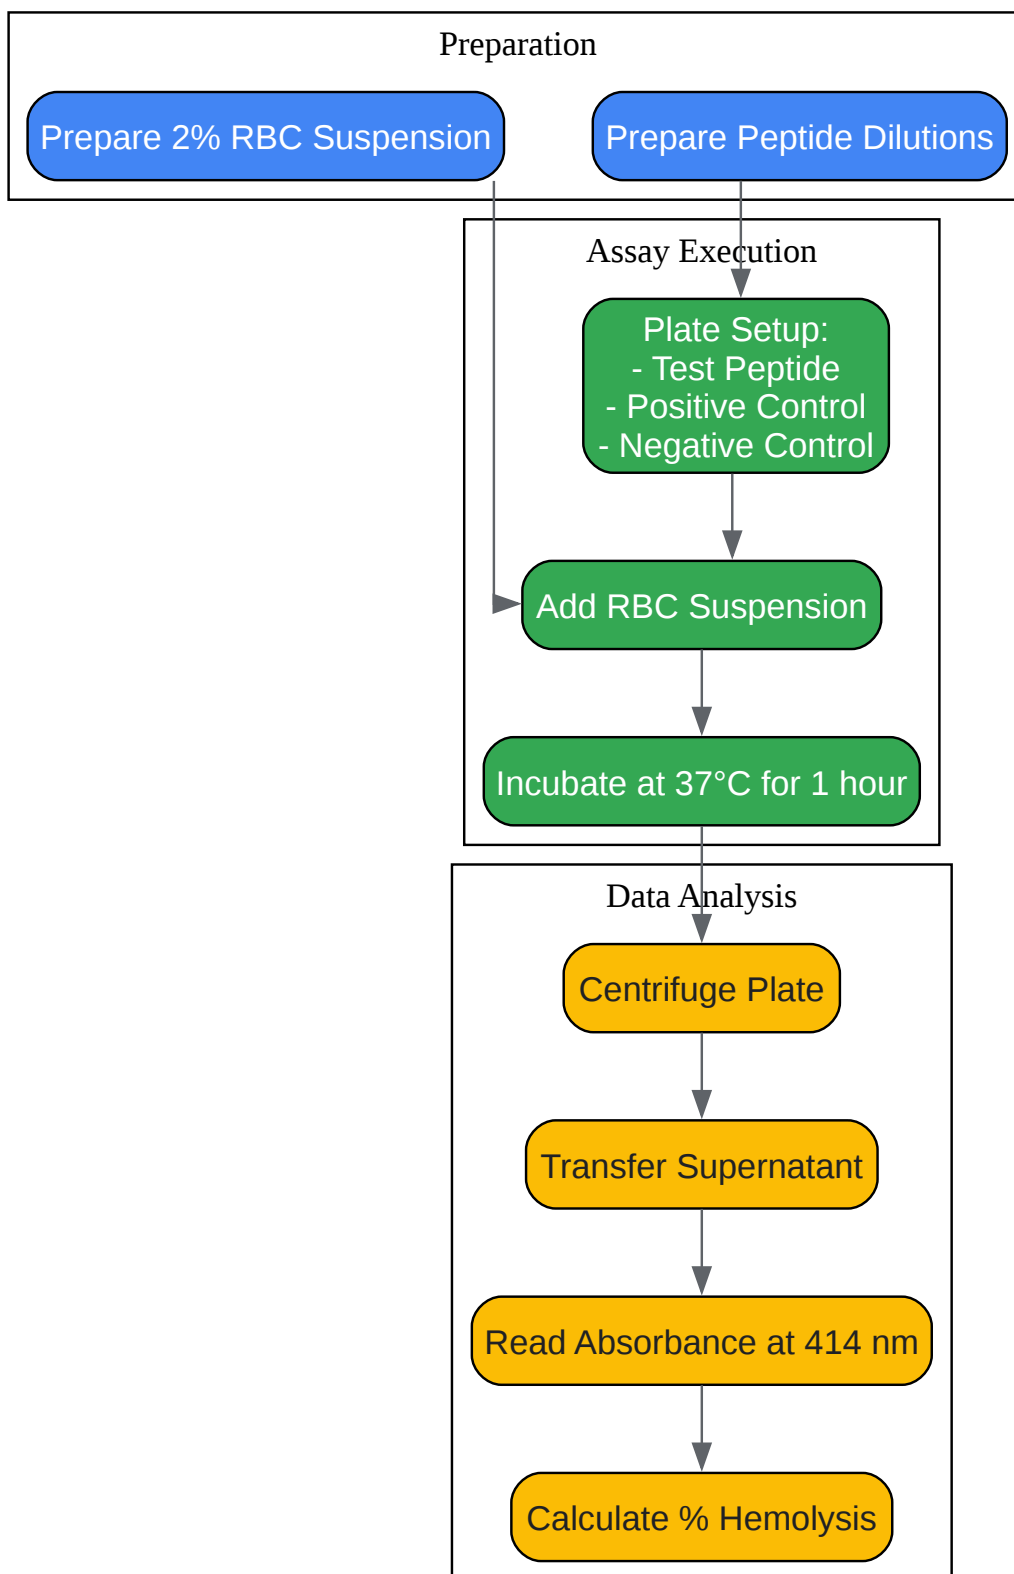 Preparation
Prepare 2% RBC Suspension
Prepare Peptide Dilutions
Assay Execution
Plate Setup:
- Test Peptide
- Positive Control
- Negative Control
Add RBC Suspension
Incubate at 37°C for 1 hour
Data Analysis
Centrifuge Plate
Transfer Supernatant
Read Absorbance at 414 nm
Calculate % Hemolysis